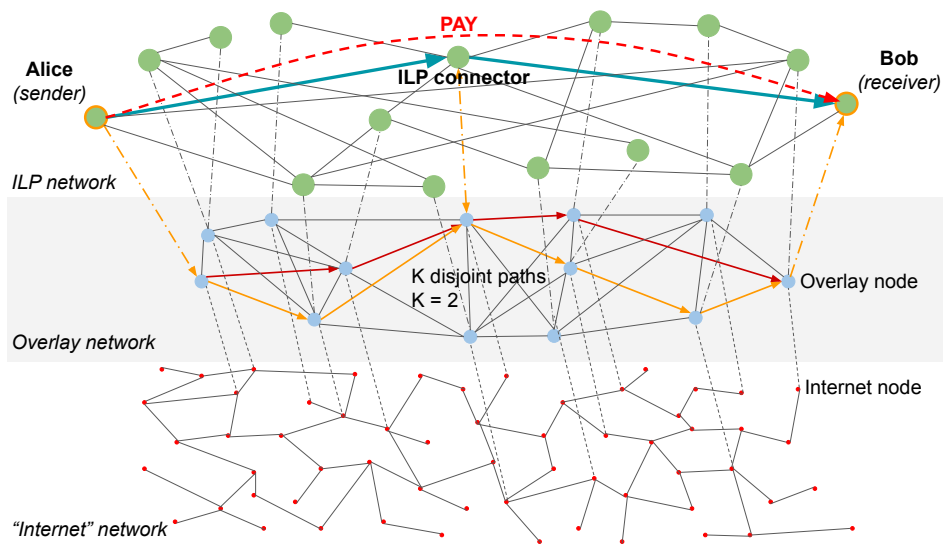 PAY
Alice
(sender)
ILP connector
Bob
(receiver)
ILP network
K disjoint paths
K = 2
Overlay node
Overlay network
Internet node
“Internet” network